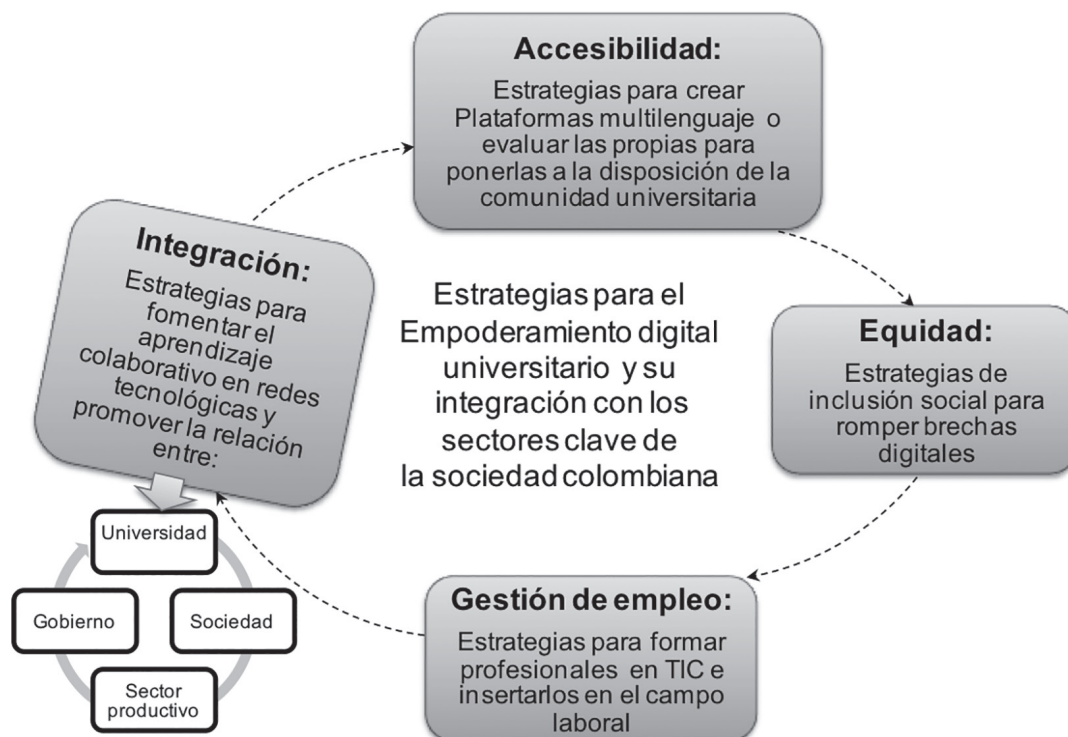 Accesibilidad:
Estrategias para crear
Plataformas multilenguaje o
evaluar las propias para
ponerlas a la disposición de la
comunidad universitaria
Integración:
Estrategias para
fomentar el
aprendizaje
colaborativo en redes
tecnológicas y
promover la relación
entre:
Estrategias para el
Empoderamiento digital
universitario y su
integración con los
sectores clave de
la sociedad colombiana
Equidad:
Estrategias de
inclusión social para
romper brechas
digitales
Universidad
Gobierno
Sociedad
Sector
productivo
Gestión de empleo:
Estrategias para formar
profesionales en TIC e
insertarlos en el campo
laboral